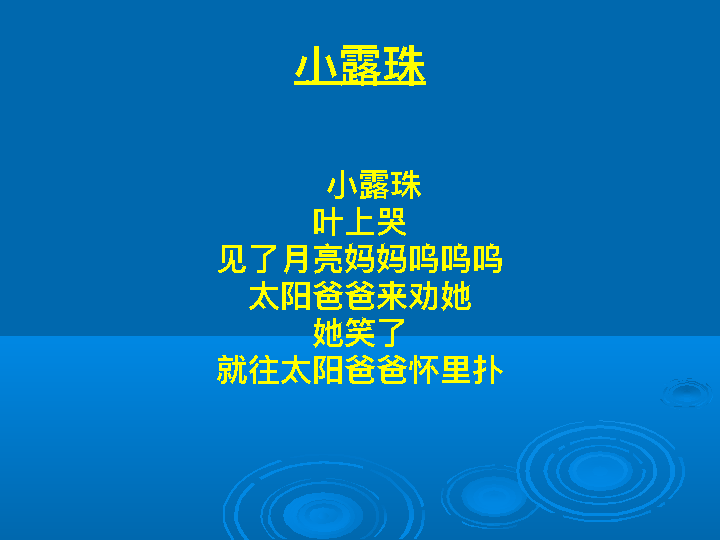 小露珠
小露珠
叶上哭
见了月亮妈妈呜呜呜
太阳爸爸来劝她
她笑了
就往太阳爸爸怀里扑